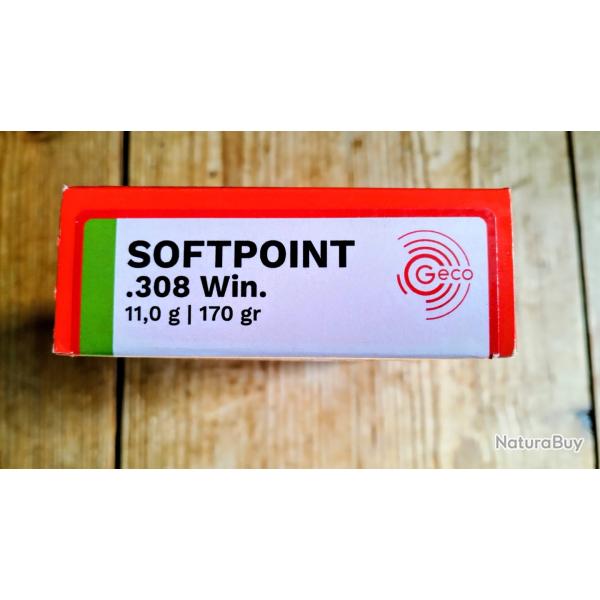 SOFTPOINT
.308 Win.
11,0 g | 170 gr
Geco
NaturaBuy